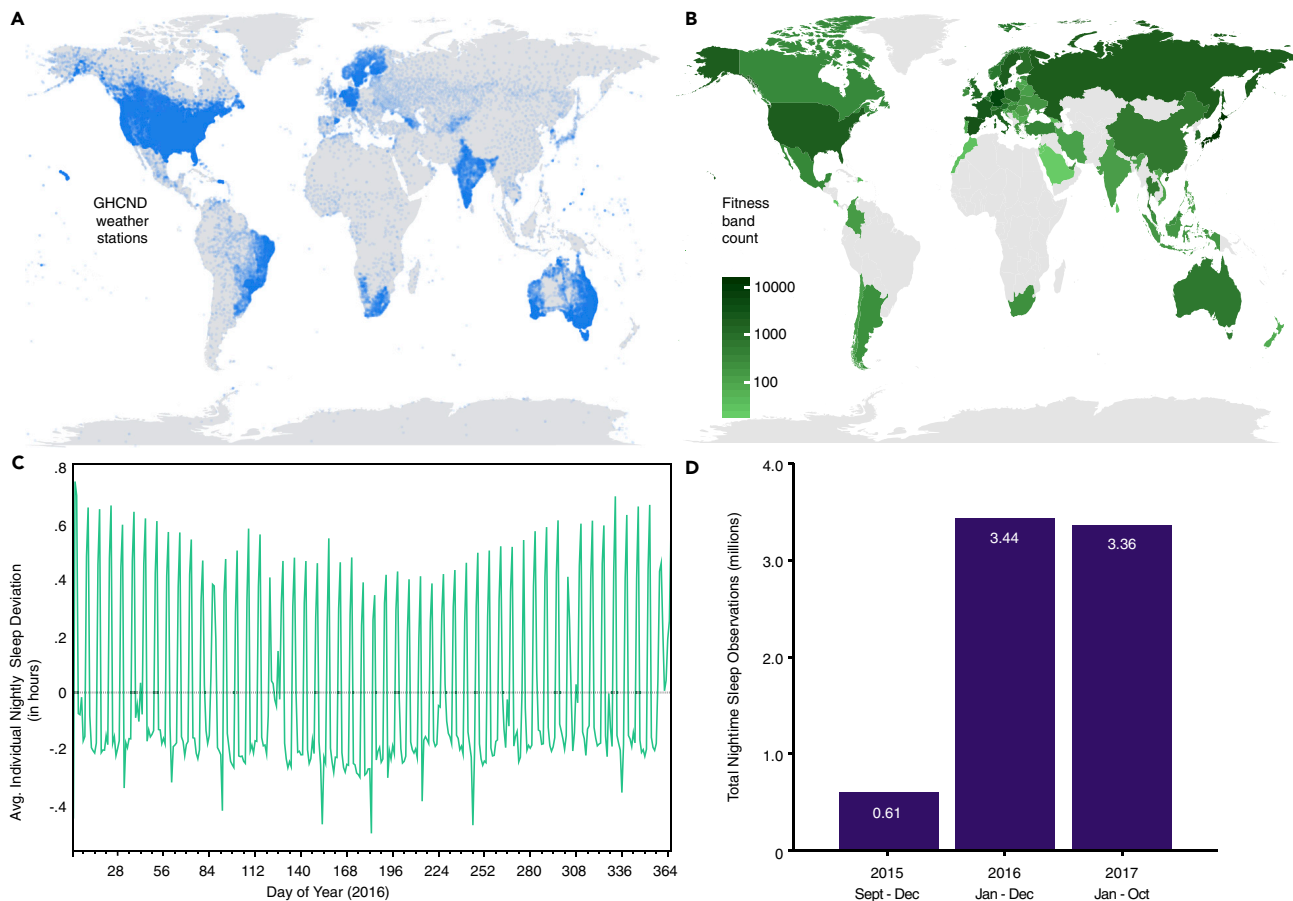 A
GHCND
weather
stations
B
Fitness
band
count
10000
1000
100
C
Avg. Individual Nightly Sleep Deviation
(in hours)
.8
.6
.4
.2
0
-.2
-.4
28 56 84 112 140 168 196 224 252 280 308 336 364
Day of Year (2016)
D
Total Nightime Sleep Observations (millions)
4.0
3.0
2.0
1.0
0
0.61
3.44
3.36
2015 2016 2017
Sept - Dec Jan - Dec Jan - Oct